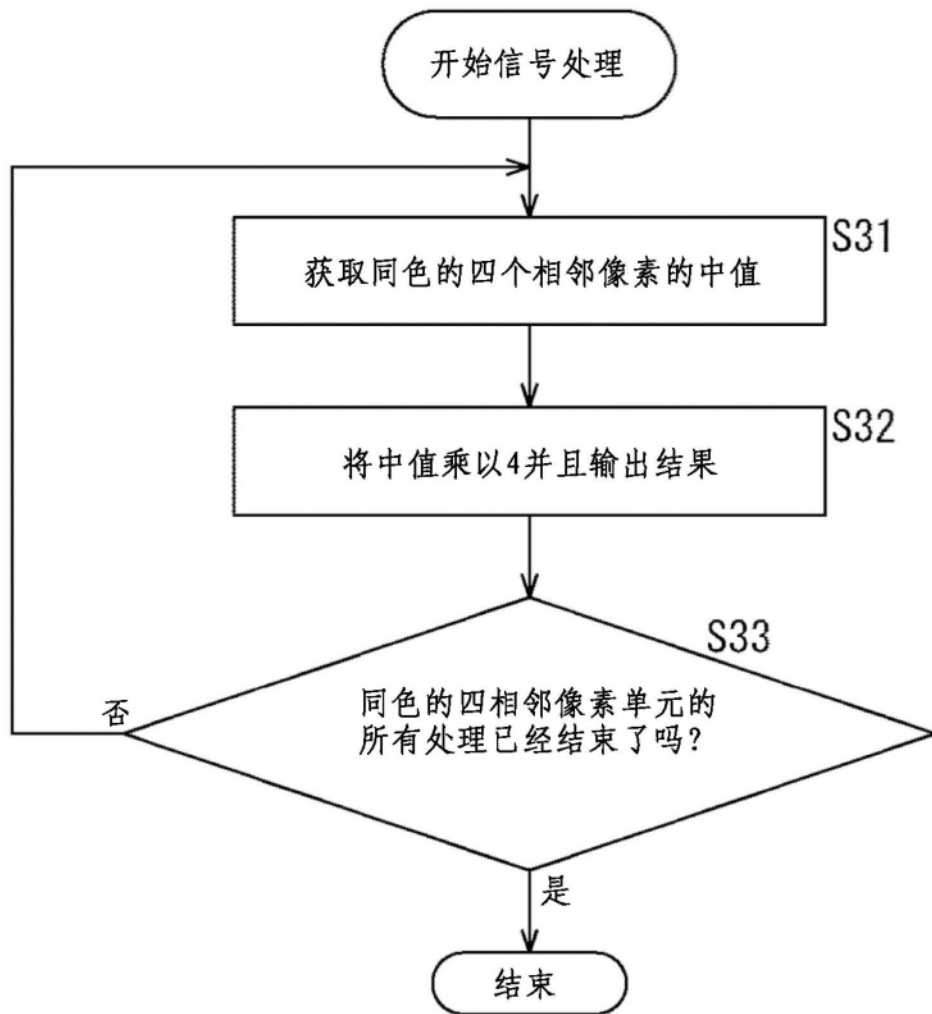 开始信号处理
S31
获取同色的四个相邻像素的中值
S32
将中值乘以4并且输出结果
S33
同色的四相邻像素单元的
所有处理已经结束了吗?
否
是
结束